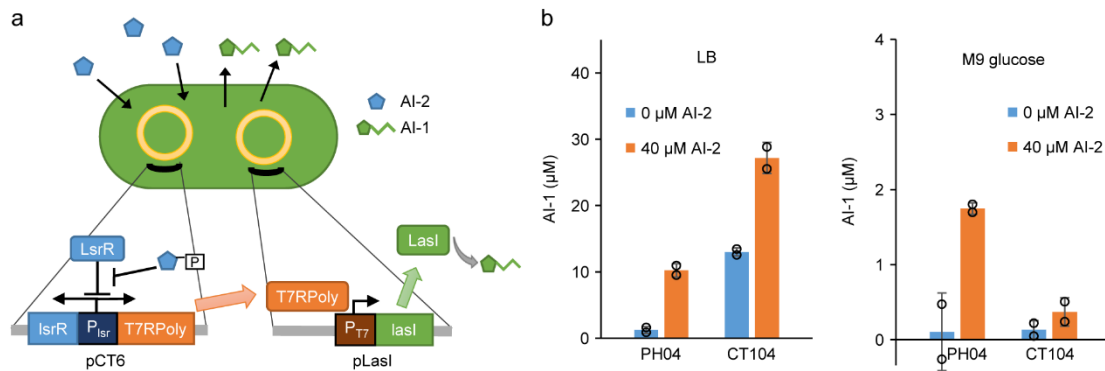 a
AI-2
AI-1
LsrR
P
lsrR
Plsr
T7RPoly
pCT6
T7RPoly
PT7
lasI
pLasI
LasI
b
LB
0 µM AI-2
40 µM AI-2
AI-1 (µM)
40
30
20
10
0
PH04
CT104
M9 glucose
0 µM AI-2
40 µM AI-2
AI-1 (µM)
4
3
2
1
0
PH04
CT104